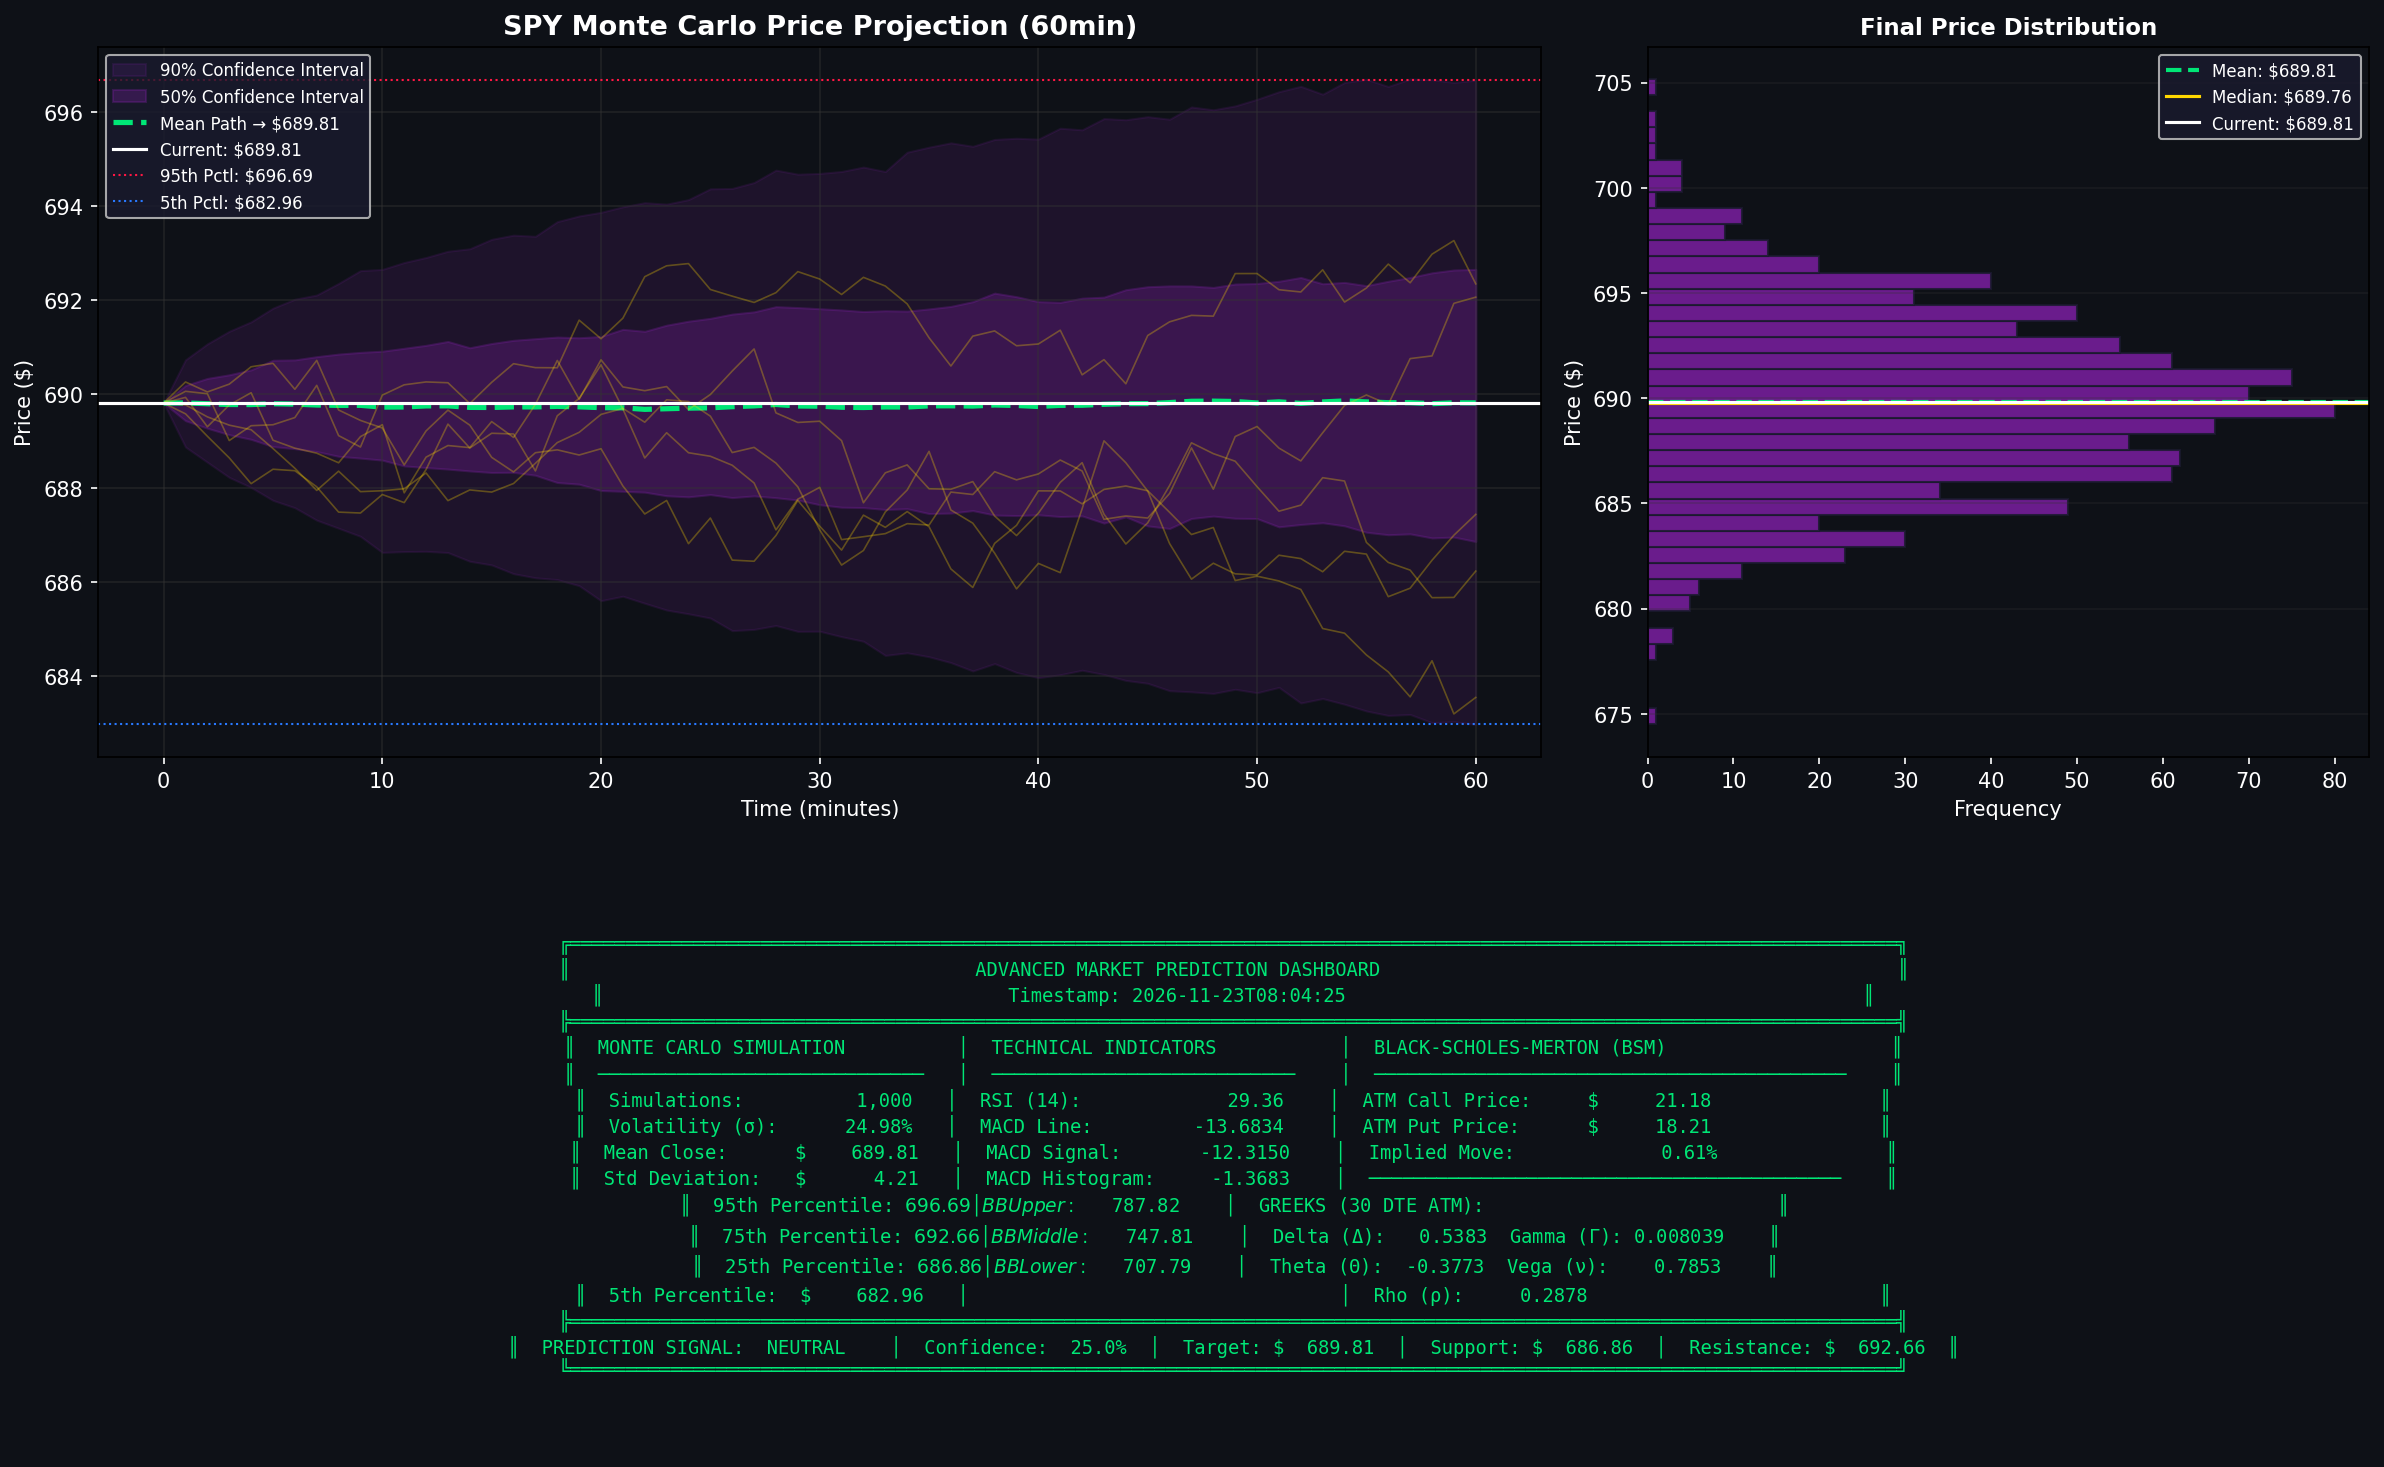 SPY Monte Carlo Price Projection (60min)
90% Confidence Interval
50% Confidence Interval
Mean Path → $689.81
Current: $689.81
95th Pctl: $696.69
5th Pctl: $682.96
Price ($)
696
694
692
690
688
686
684
0 10 20 30 40 50 60
Time (minutes)
Final Price Distribution
Mean: $689.81
Median: $689.76
Current: $689.81
Price ($)
705
700
695
690
685
680
675
0 10 20 30 40 50 60 70 80
Frequency
ADVANCED MARKET PREDICTION DASHBOARD
Timestamp: 2026-11-23T08:04:25
MONTE CARLO SIMULATION │ TECHNICAL INDICATORS │ BLACK-SCHOLES-MERTON (BSM)
Simulations: 1,000 │ RSI (14): 29.36 │ ATM Call Price: $ 21.18
Volatility (σ): 24.98% │ MACD Line: -13.6834 │ ATM Put Price: $ 18.21
Mean Close: $ 689.81 │ MACD Signal: -12.3150 │ Implied Move: 0.61%
Std Deviation: $ 4.21 │ MACD Histogram: -1.3683 │
95th Percentile: 696.69│BBUpper: 787.82 │ GREEKS (30 DTE ATM):
75th Percentile: 692.66│BBMiddle: 747.81 │ Delta (Δ): 0.5383 Gamma (Γ): 0.008039
25th Percentile: 686.86│BBLower: 707.79 │ Theta (Θ): -0.3773 Vega (ν): 0.7853
5th Percentile: $ 682.96 │ │ Rho (ρ): 0.2878
PREDICTION SIGNAL: NEUTRAL │ Confidence: 25.0% │ Target: $ 689.81 │ Support: $ 686.86 │ Resistance: $ 692.66